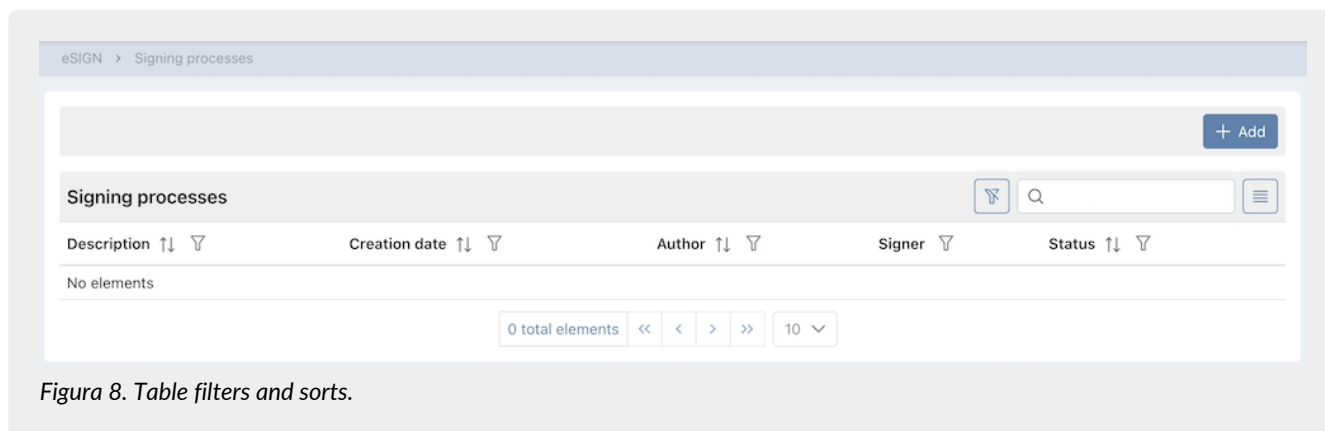 eSIGN > Signing processes
+ Add
Signing processes
Description Creation date Author Signer Status
No elements
0 total elements << < > >> 10
Figura 8. Table filters and sorts.